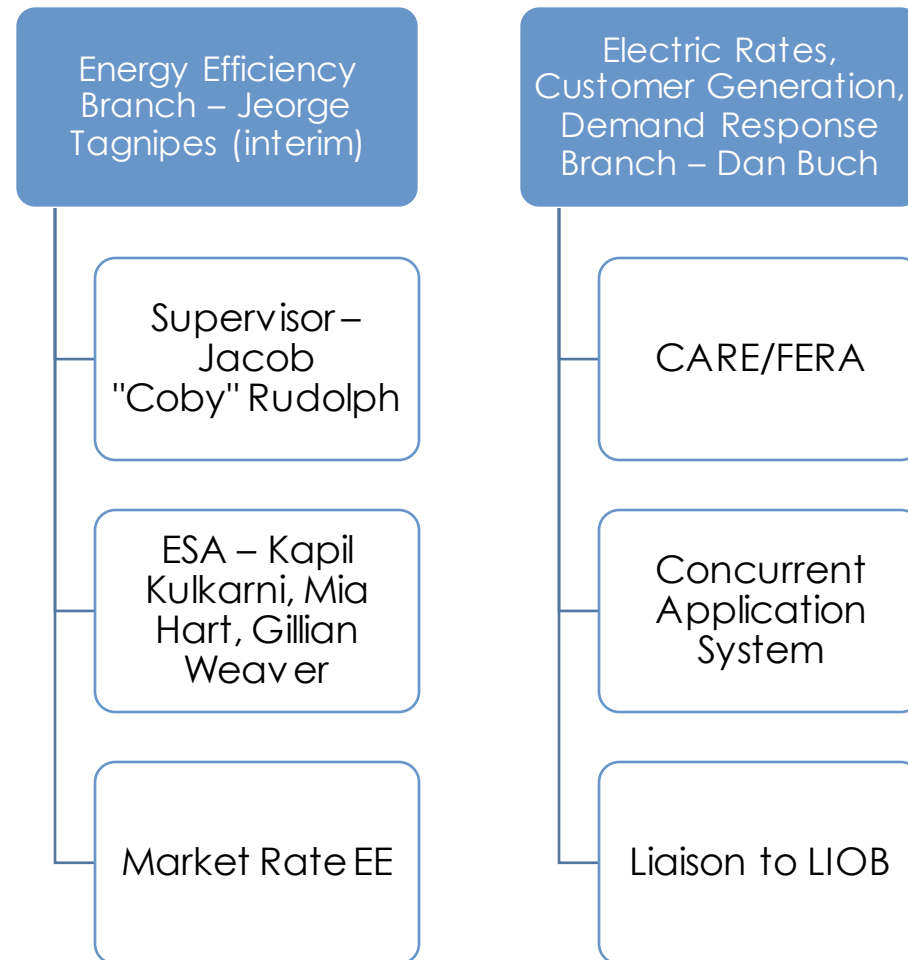 Energy Efficiency
Branch – Jeorge
Tagnipes (interim)
Supervisor –
Jacob
"Coby" Rudolph
ESA – Kapil
Kulkarni, Mia
Hart, Gillian
Weaver
Market Rate EE
Electric Rates,
Customer Generation,
Demand Response
Branch – Dan Buch
CARE/FERA
Concurrent
Application
System
Liaison to LIOB